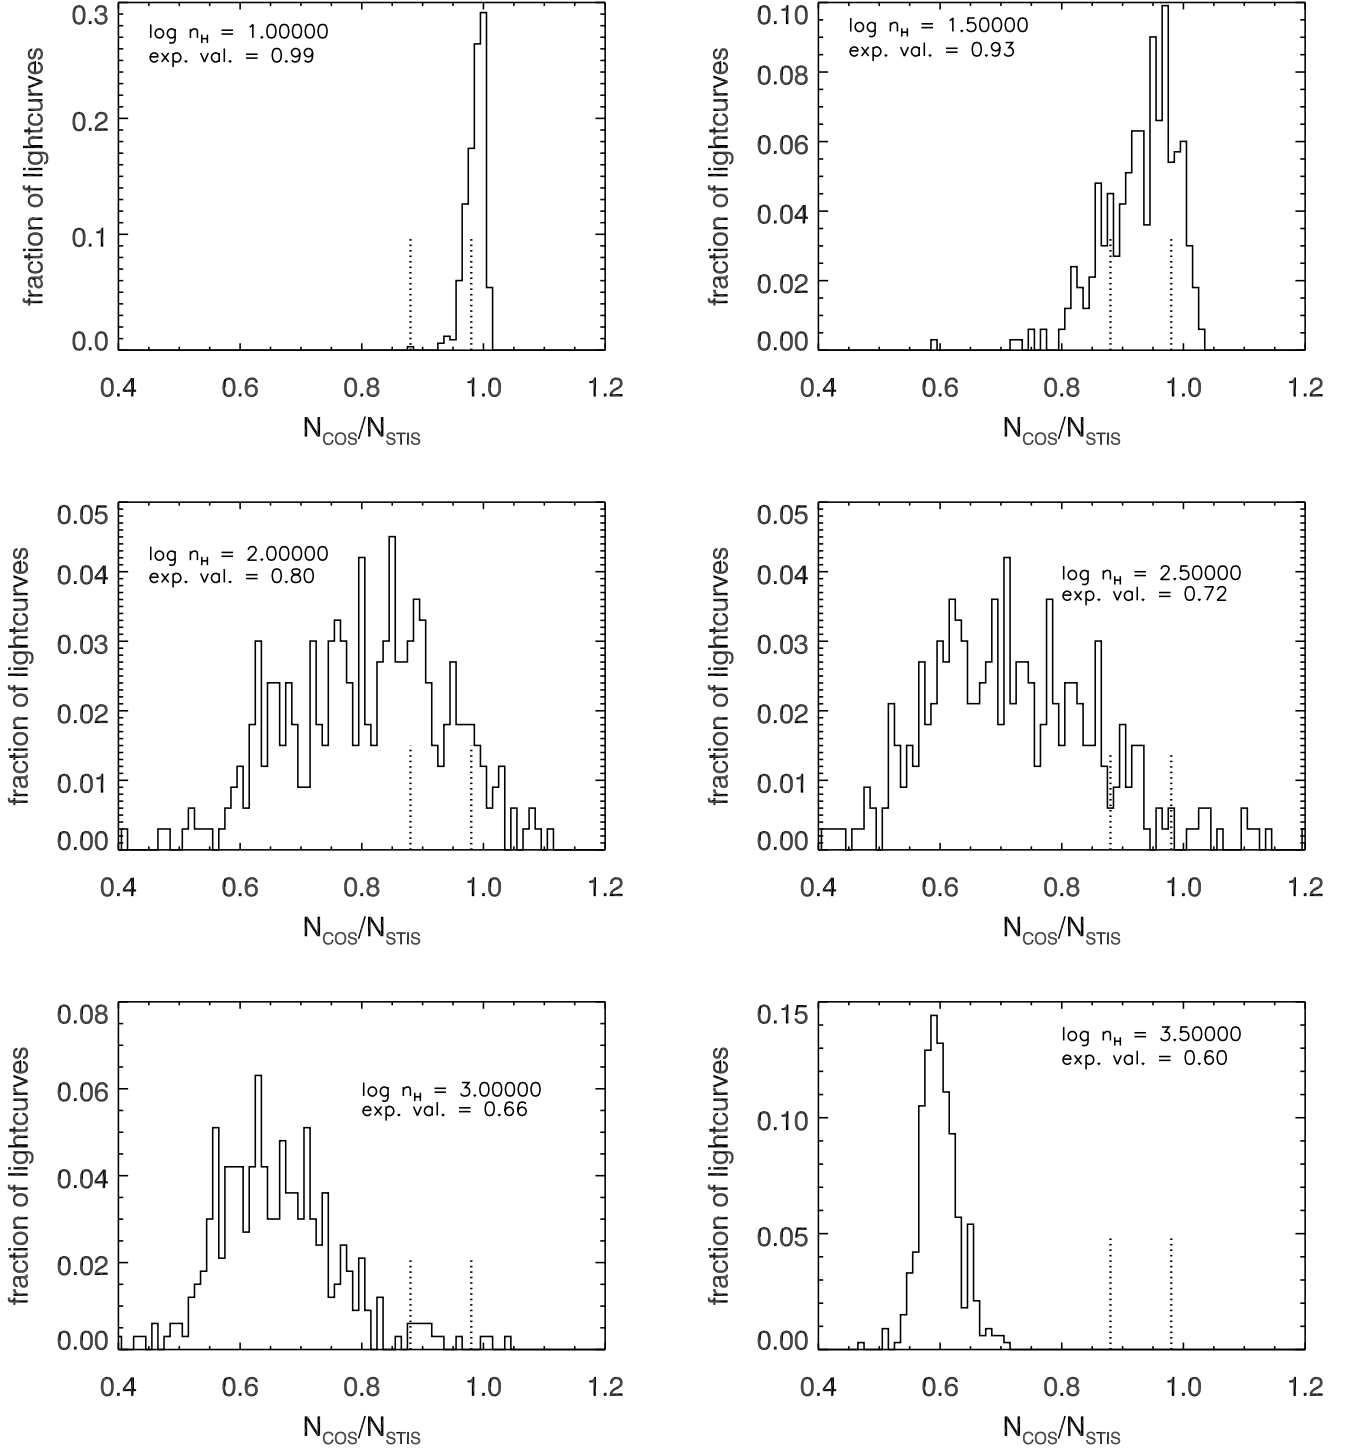 log n_H = 1.00000
exp. val. = 0.99
0.3
0.2
0.1
0.0
fraction of lightcurves
0.4 0.6 0.8 1.0 1.2
N_COS/N_STIS
log n_H = 1.50000
exp. val. = 0.93
0.10
0.08
0.06
0.04
0.02
0.00
fraction of lightcurves
0.4 0.6 0.8 1.0 1.2
N_COS/N_STIS
log n_H = 2.00000
exp. val. = 0.80
0.05
0.04
0.03
0.02
0.01
0.00
fraction of lightcurves
0.4 0.6 0.8 1.0 1.2
N_COS/N_STIS
log n_H = 2.50000
exp. val. = 0.72
0.05
0.04
0.03
0.02
0.01
0.00
fraction of lightcurves
0.4 0.6 0.8 1.0 1.2
N_COS/N_STIS
log n_H = 3.00000
exp. val. = 0.66
0.08
0.06
0.04
0.02
0.00
fraction of lightcurves
0.4 0.6 0.8 1.0 1.2
N_COS/N_STIS
log n_H = 3.50000
exp. val. = 0.60
0.15
0.10
0.05
0.00
fraction of lightcurves
0.4 0.6 0.8 1.0 1.2
N_COS/N_STIS